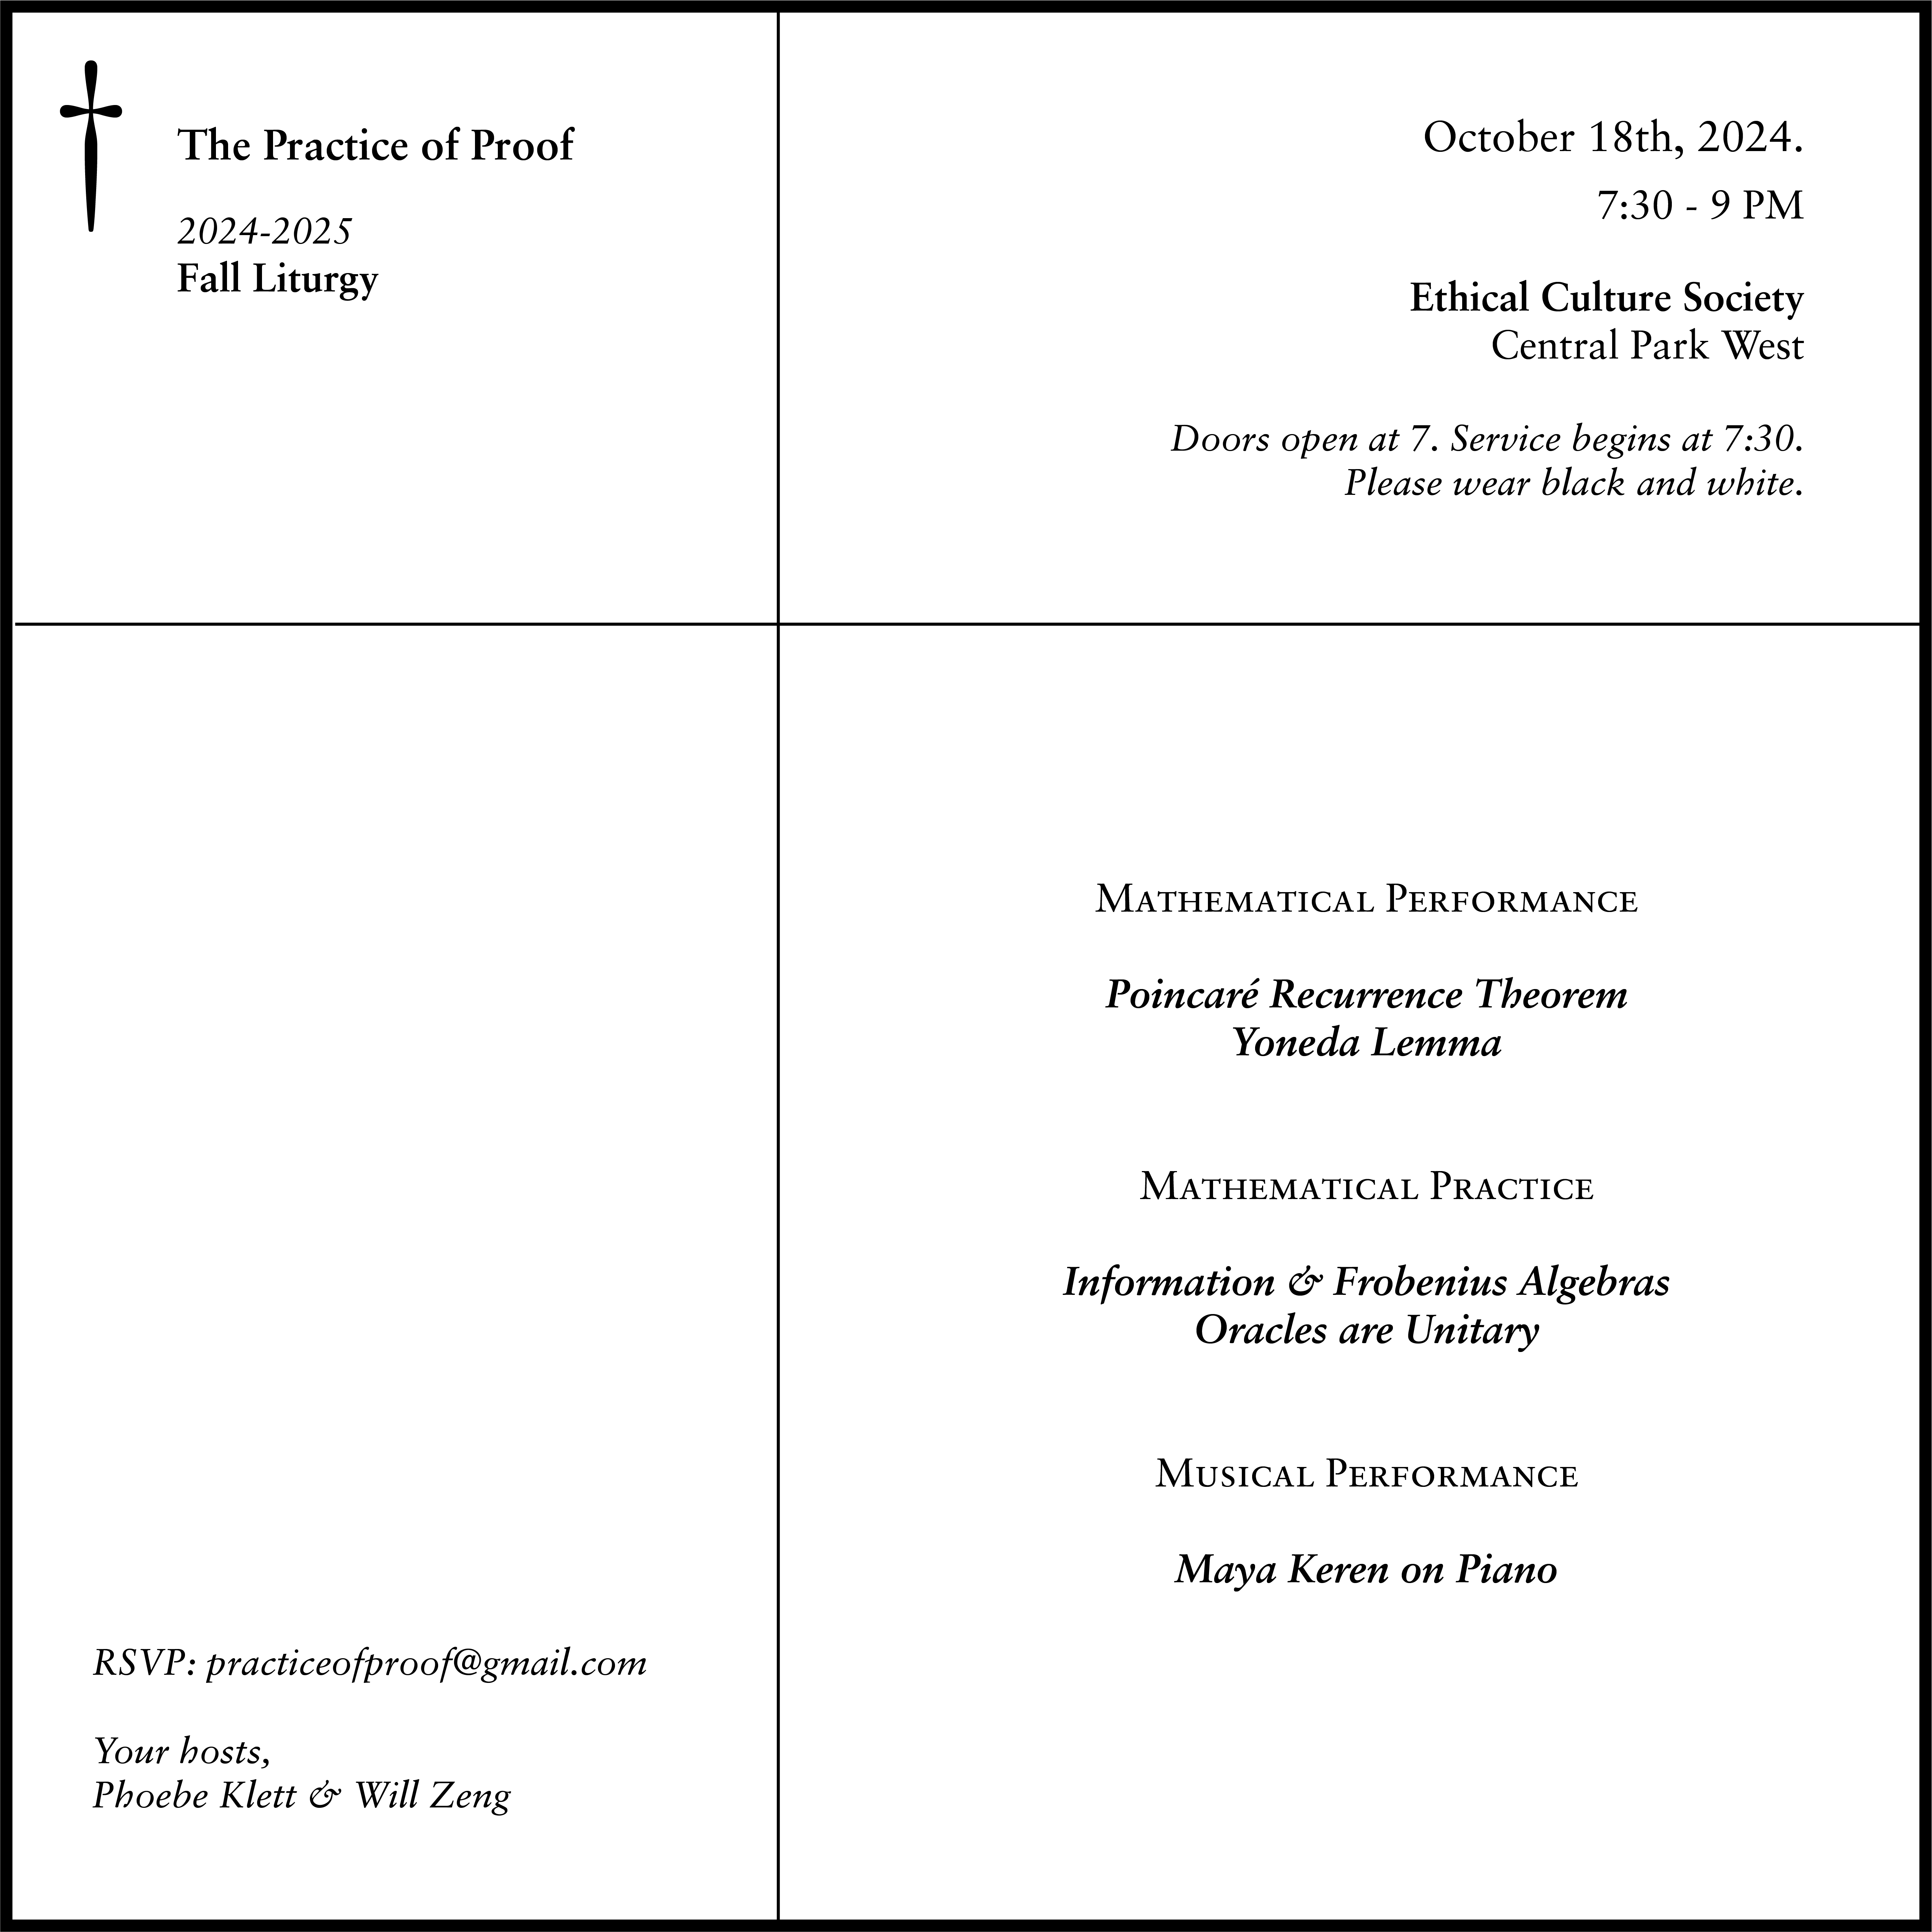 †
The Practice of Proof
2024-2025
Fall Liturgy
October 18th, 2024.
7:30 - 9 PM
Ethical Culture Society
Central Park West
Doors open at 7. Service begins at 7:30.
Please wear black and white.
Mathematical Performance
Poincaré Recurrence Theorem
Yoneda Lemma
Mathematical Practice
Information & Frobenius Algebras
Oracles are Unitary
Musical Performance
Maya Keren on Piano
RSVP: practiceofproof@gmail.com
Your hosts,
Phoebe Klett & Will Zeng